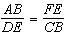 AB/DE = FE/CB